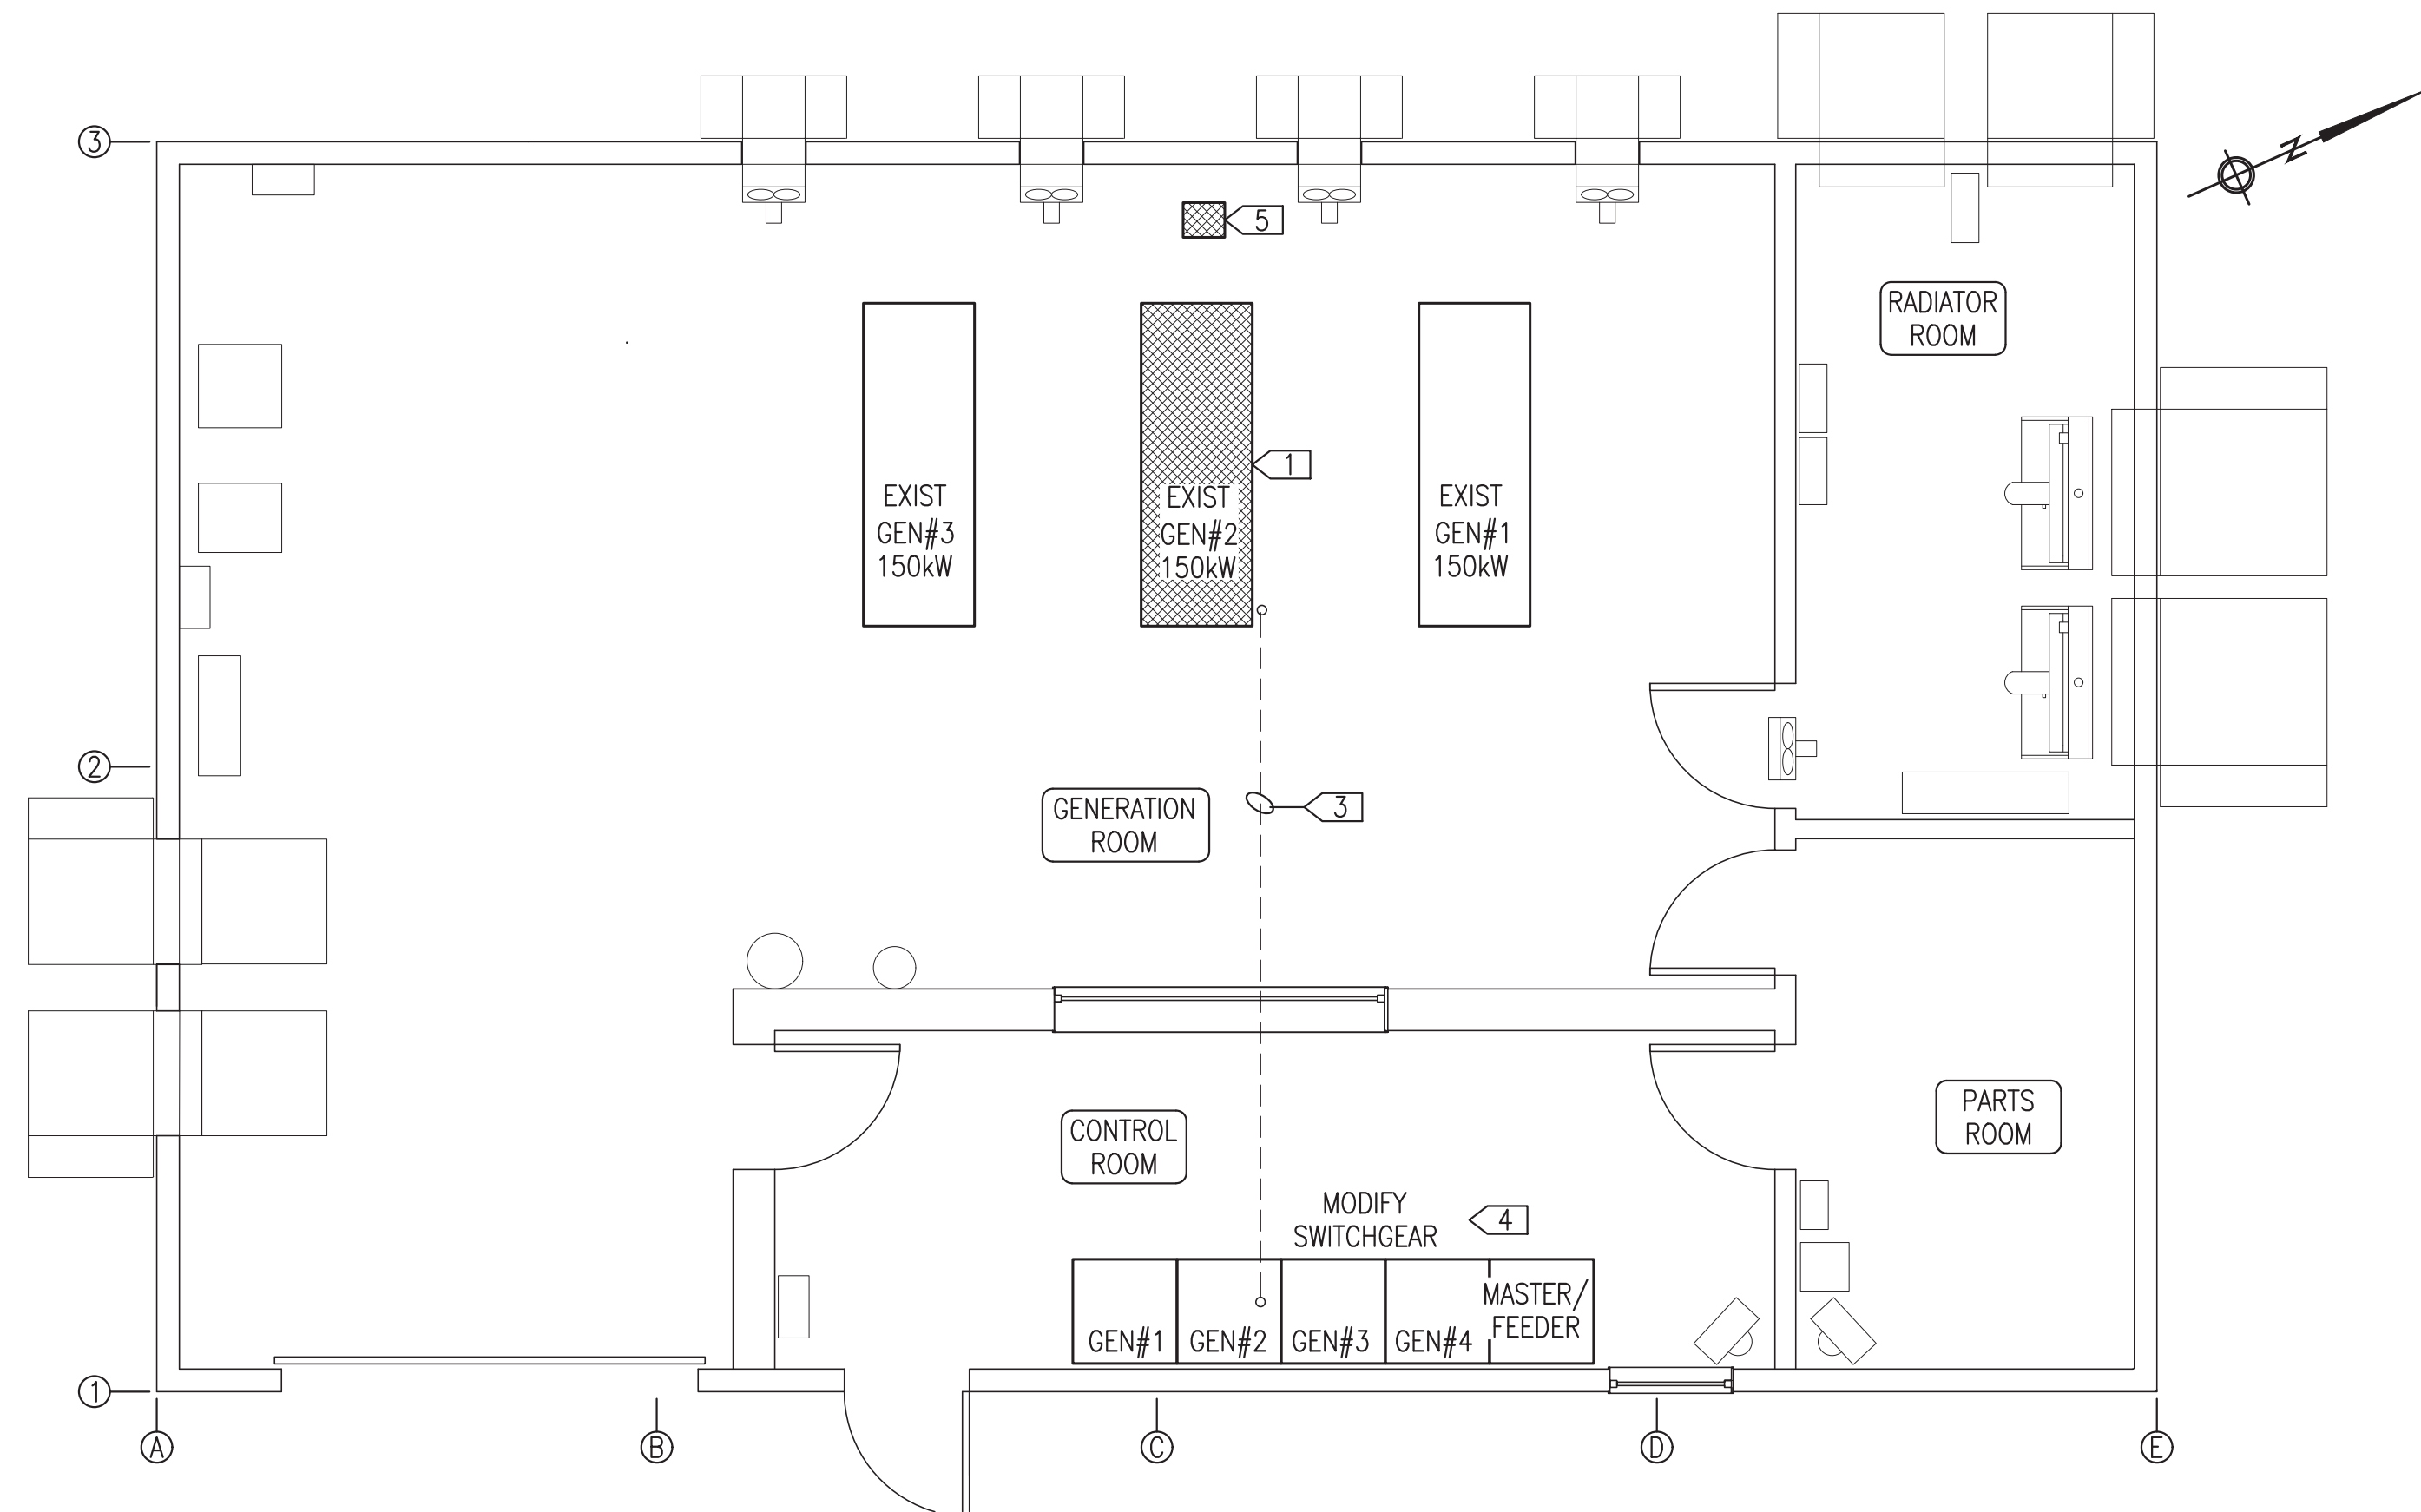 3
N
5
RADIATOR
ROOM
1
EXIST
GEN#3
150kW
EXIST
GEN#2
150kW
EXIST
GEN#1
150kW
2
GENERATION
ROOM
3
CONTROL
ROOM
PARTS
ROOM
MODIFY
SWITCHGEAR
4
GEN#1
GEN#2
GEN#3
GEN#4
MASTER/
FEEDER
1
A
B
C
D
E